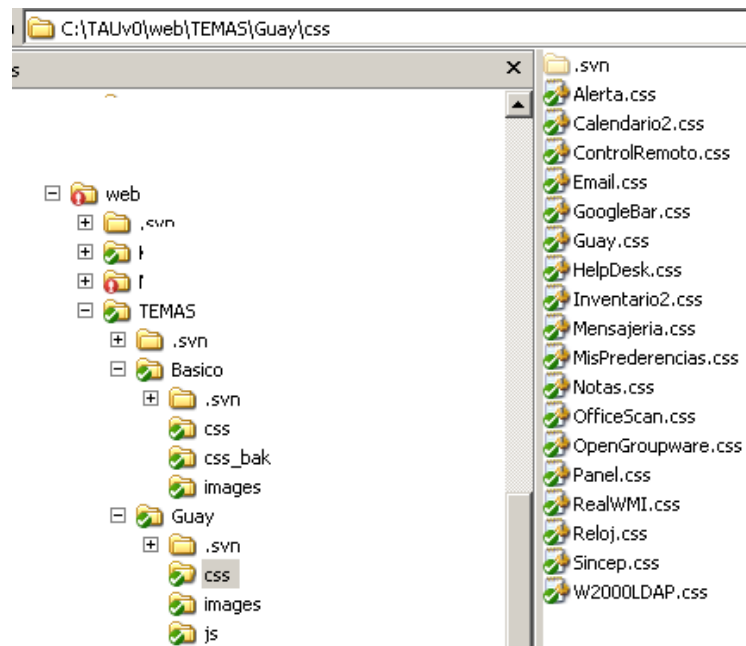 C:\TAUv0\web\TEMAS\Guay\css
s
web
.svn
TEMAS
.svn
Basico
.svn
css
css_bak
images
Guay
.svn
css
images
js
.svn
Alerta.css
Calendario2.css
ControlRemoto.css
Email.css
GoogleBar.css
Guay.css
HelpDesk.css
Inventario2.css
Mensajeria.css
MisPrederencias.css
Notas.css
OfficeScan.css
OpenGroupware.css
Panel.css
RealWMI.css
Reloj.css
Sincep.css
W2000LDAP.css